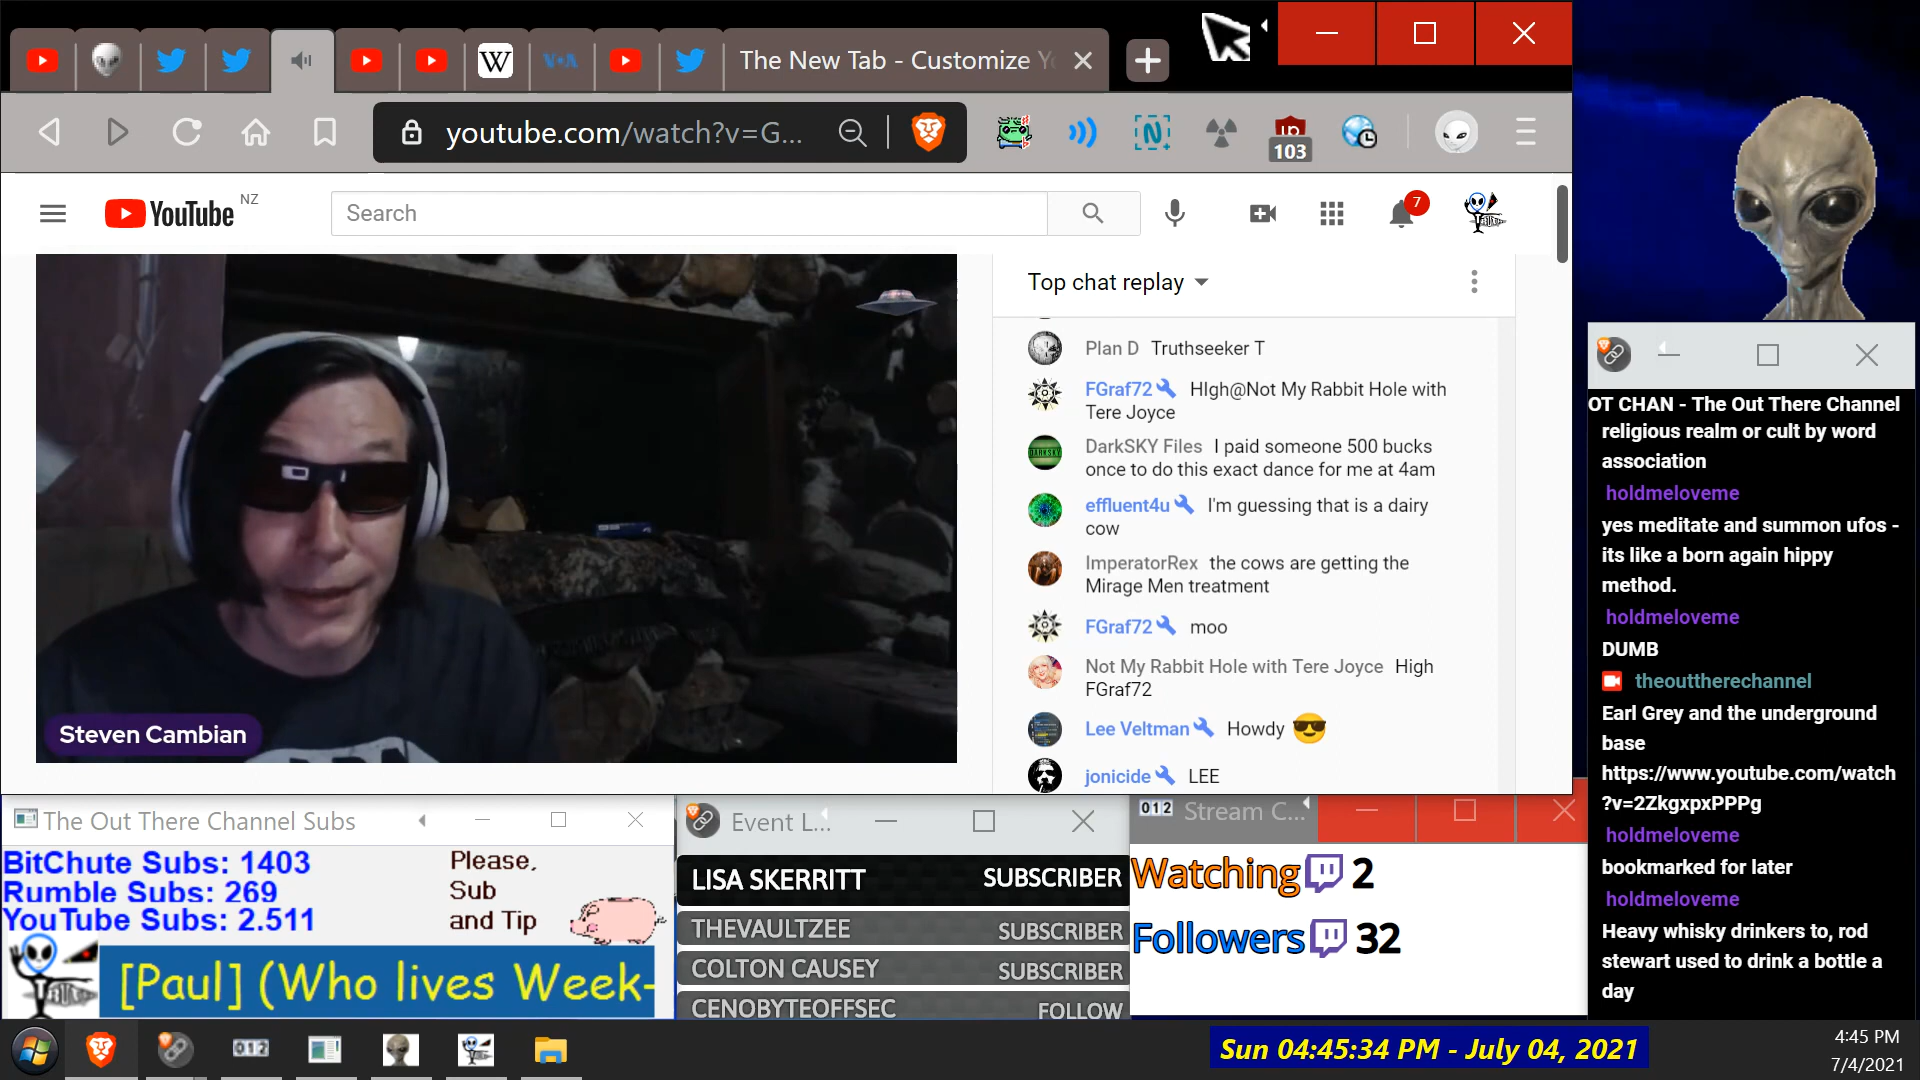 The New Tab - Customize Y
youtube.com/watch?v=G...
103
YouTube NZ
Search
7
Top chat replay
Plan D Truthseeker T
FGraf72 HIgh@Not My Rabbit Hole with
Tere Joyce
DarkSKY Files I paid someone 500 bucks
once to do this exact dance for me at 4am
effluent4u I'm guessing that is a dairy
cow
ImperatorRex the cows are getting the
Mirage Men treatment
FGraf72 moo
Not My Rabbit Hole with Tere Joyce High
FGraf72
Lee Veltman Howdy
jonicide LEE
Steven Cambian
OT CHAN - The Out There Channel
religious realm or cult by word
association
holdmeloveme
yes meditate and summon ufos -
its like a born again hippy
method.
holdmeloveme
DUMB
theouttherechannel
Earl Grey and the underground
base
https://www.youtube.com/watch
?v=2ZkgxpxPPPg
holdmeloveme
bookmarked for later
holdmeloveme
Heavy whisky drinkers to, rod
stewart used to drink a bottle a
day
The Out There Channel Subs
BitChute Subs: 1403
Rumble Subs: 269
YouTube Subs: 2.511
Please,
Sub
and Tip
[Paul] (Who lives Week-
Event L...
LISA SKERRITT SUBSCRIBER
THEVAULTZEE SUBSCRIBER
COLTON CAUSEY SUBSCRIBER
CENOBYTEOFFSEC FOLLOW
012 Stream C...
Watching 2
Followers 32
012
Sun 04:45:34 PM - July 04, 2021
4:45 PM
7/4/2021